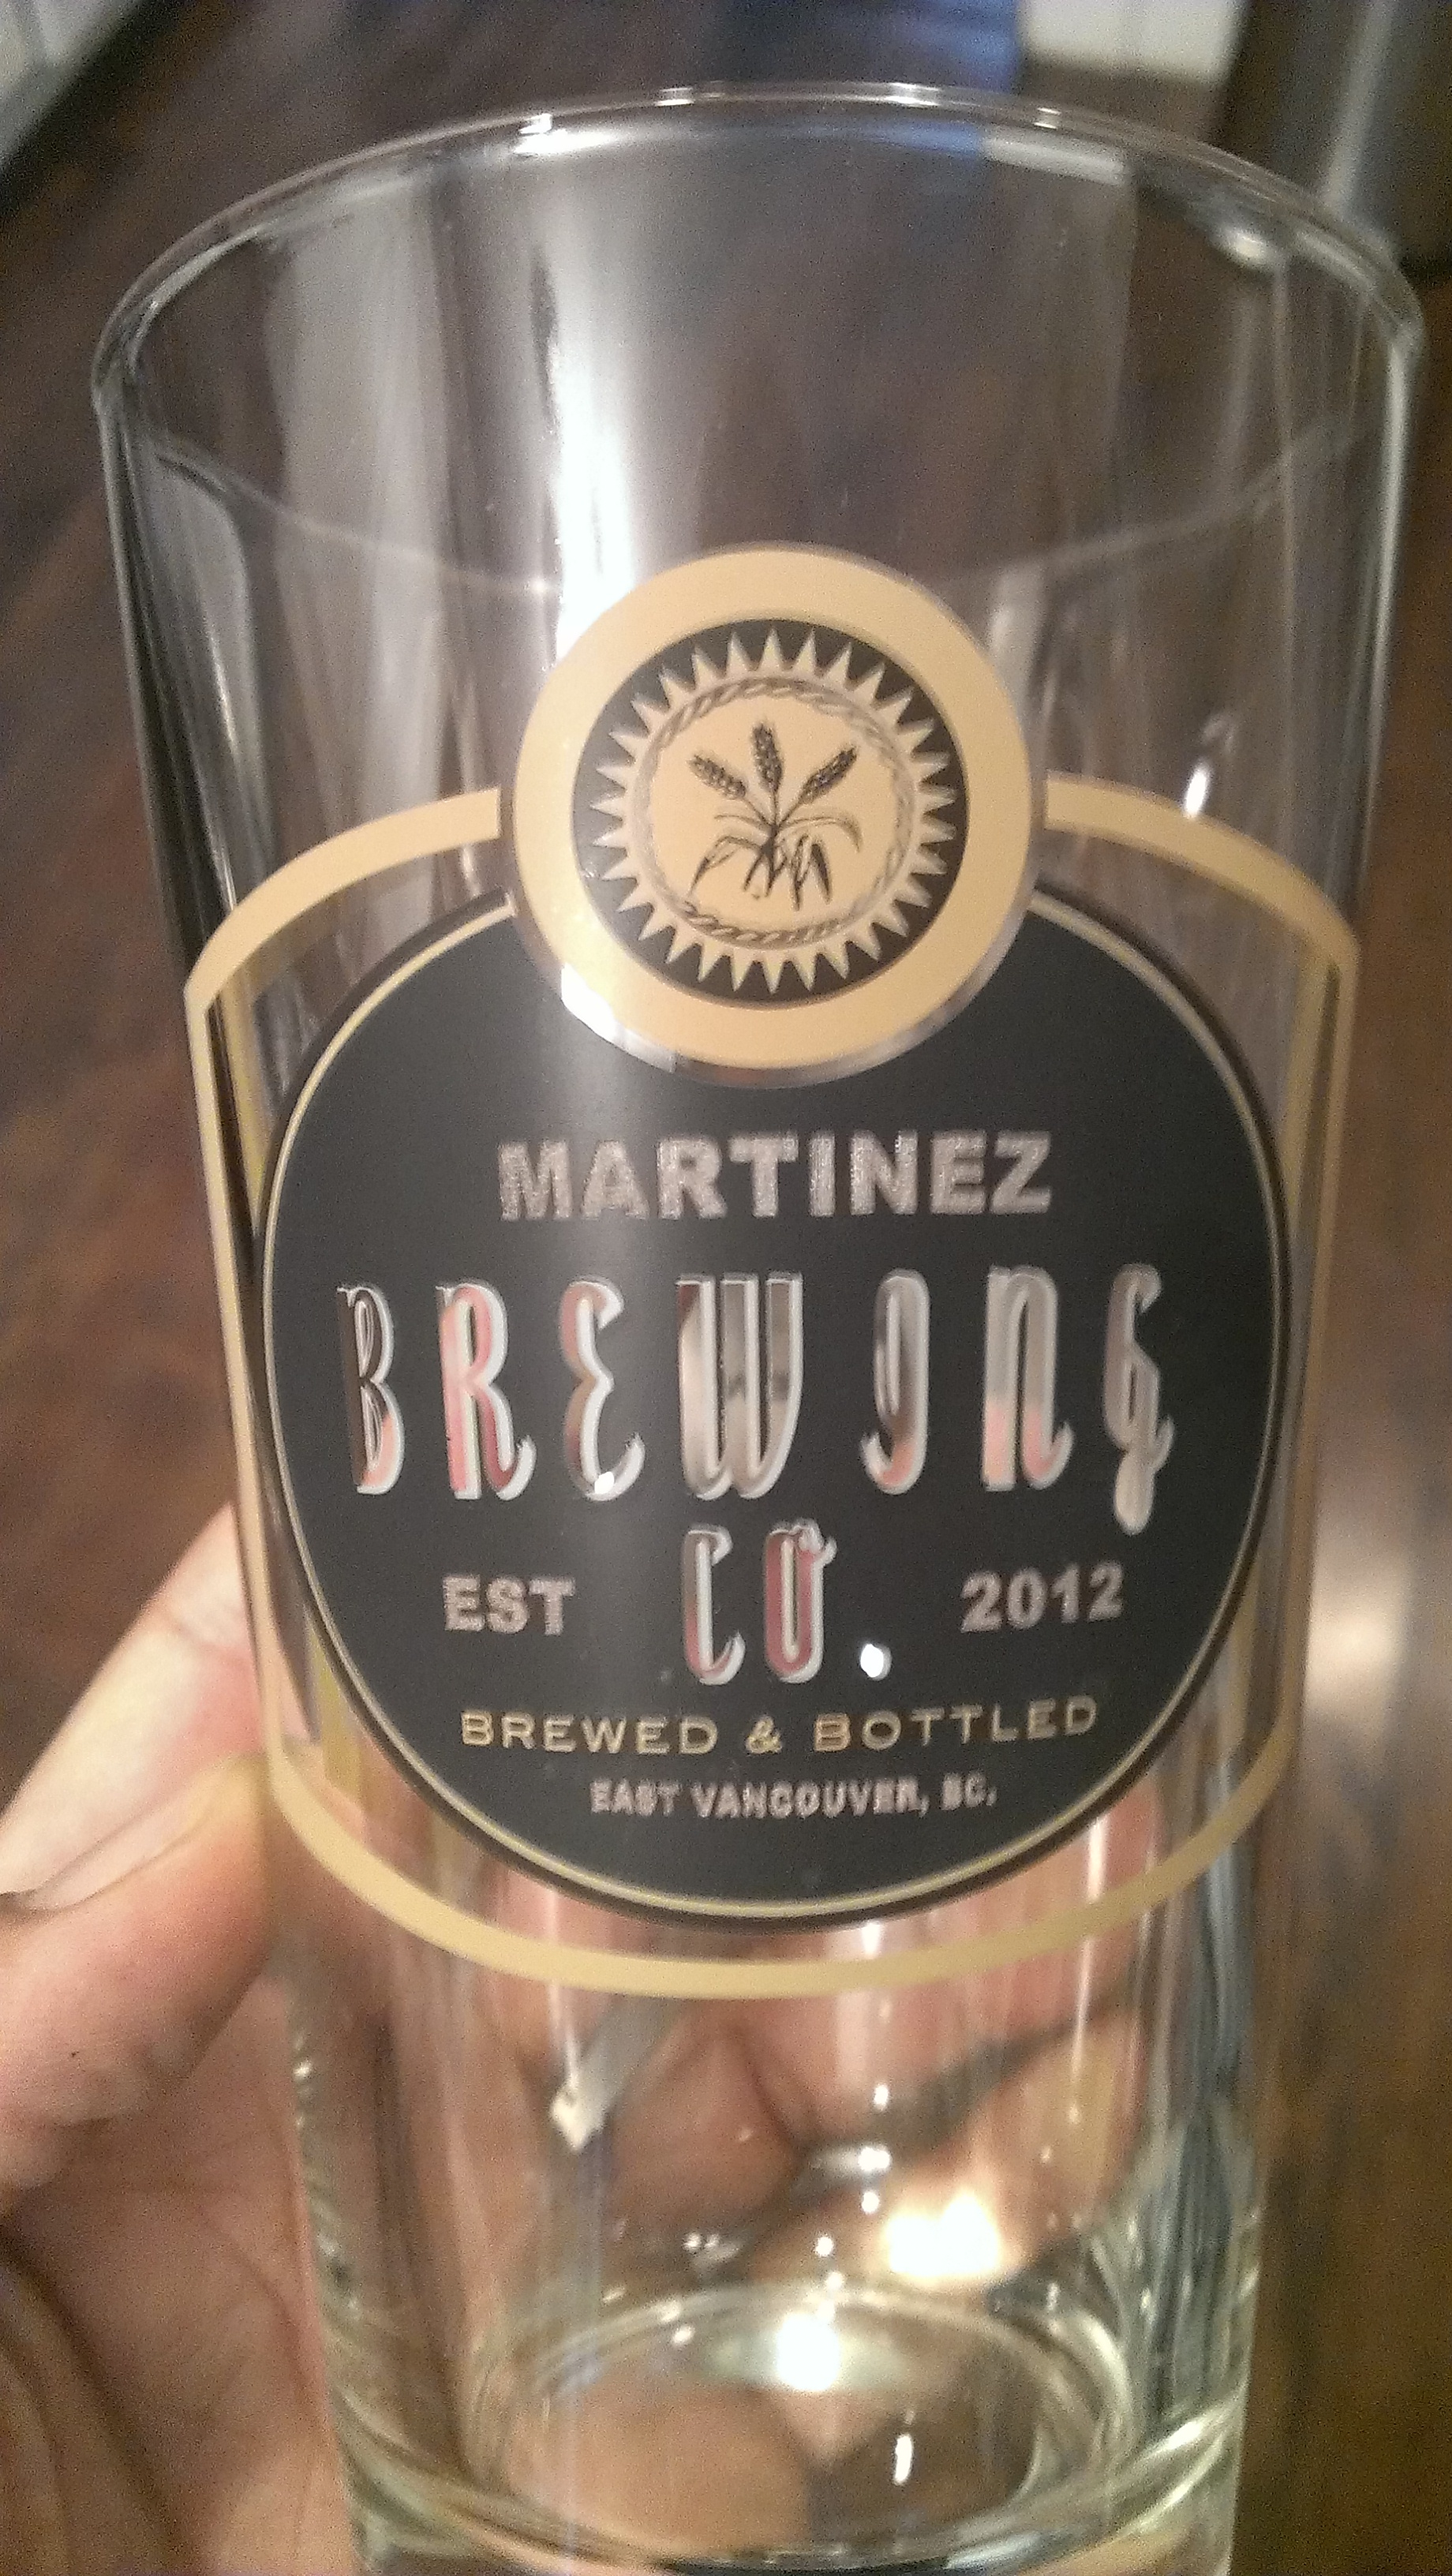 MARTINEZ
BREWING
CO.
EST 2012
BREWED & BOTTLED
EAST VANCOUVER, BC.